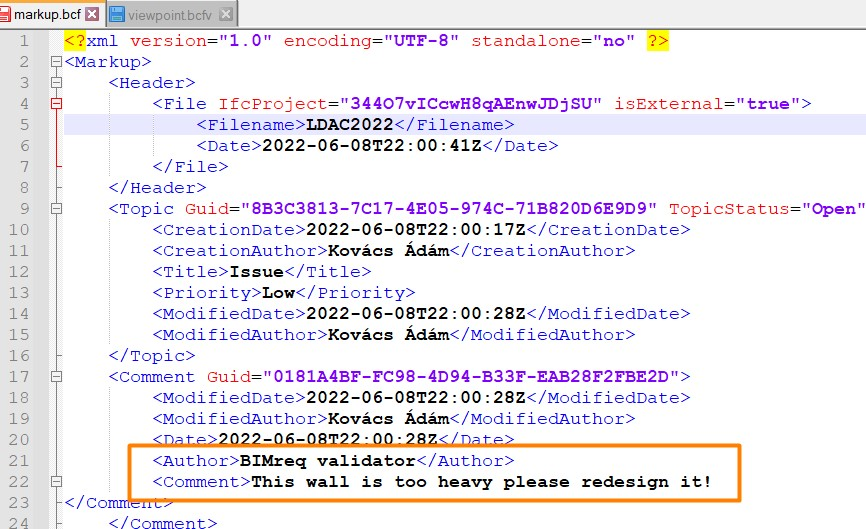 markup.bcf viewpoint.bcfv
1 <?xml version="1.0" encoding="UTF-8" standalone="no" ?>
2 <Markup>
3 <Header>
4 <File IfcProject="344O7vICcwH8qAEnwJDjSU" isExternal="true">
5 <Filename>LDAC2022</Filename>
6 <Date>2022-06-08T22:00:41Z</Date>
7 </File>
8 </Header>
9 <Topic Guid="8B3C3813-7C17-4E05-974C-71B820D6E9D9" TopicStatus="Open"
10 <CreationDate>2022-06-08T22:00:17Z</CreationDate>
11 <CreationAuthor>Kovács Ádám</CreationAuthor>
12 <Title>Issue</Title>
13 <Priority>Low</Priority>
14 <ModifiedDate>2022-06-08T22:00:28Z</ModifiedDate>
15 <ModifiedAuthor>Kovács Ádám</ModifiedAuthor>
16 </Topic>
17 <Comment Guid="0181A4BF-FC98-4D94-B33F-EAB28F2FBE2D">
18 <ModifiedDate>2022-06-08T22:00:28Z</ModifiedDate>
19 <ModifiedAuthor>Kovács Ádám</ModifiedAuthor>
20 <Date>2022-06-08T22:00:28Z</Date>
21 <Author>BIMreq validator</Author>
22 <Comment>This wall is too heavy please redesign it!
23 </Comment>
24 </Comment>